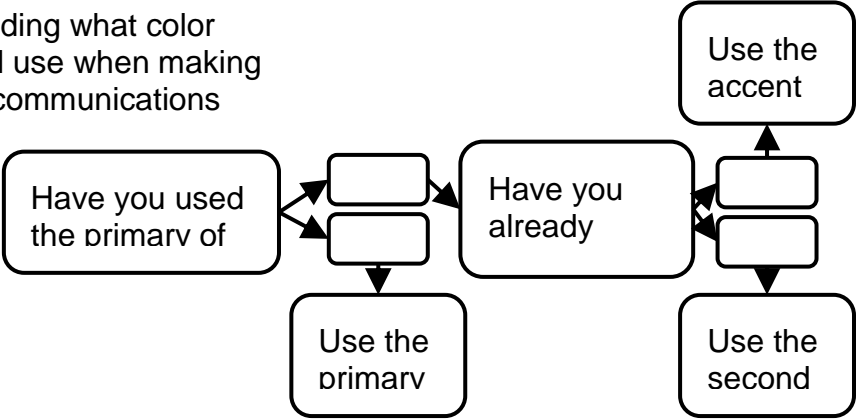 ding what color
use when making
communications
Have you used
the primary of
Use the
primary
Have you
already
Use the
accent
Use the
second